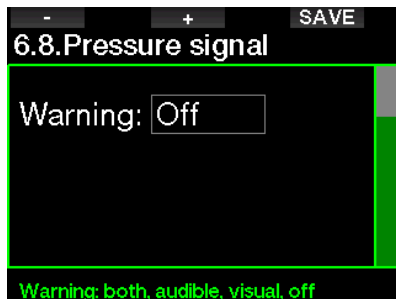 - + SAVE
6.8.Pressure signal
Warning: Off
Warning: both, audible, visual, off